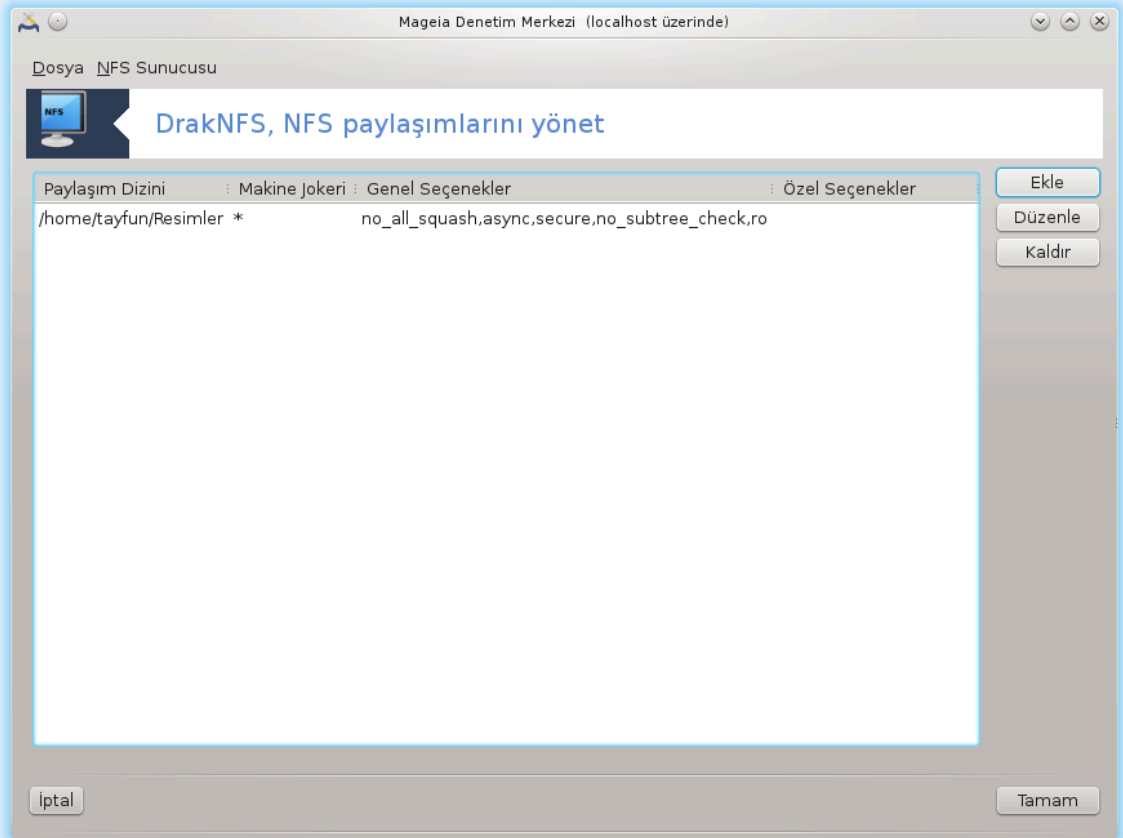 Mageia Denetim Merkezi (localhost üzerinde)
Dosya NFS Sunucusu
NFS
DrakNFS, NFS paylaşımlarını yönet
Paylaşım Dizini Makine Jokeri Genel Seçenekler Özel Seçenekler
/home/tayfun/Resimler * no_all_squash,async,secure,no_subtree_check,ro
Ekle
Düzenle
Kaldır
İptal
Tamam